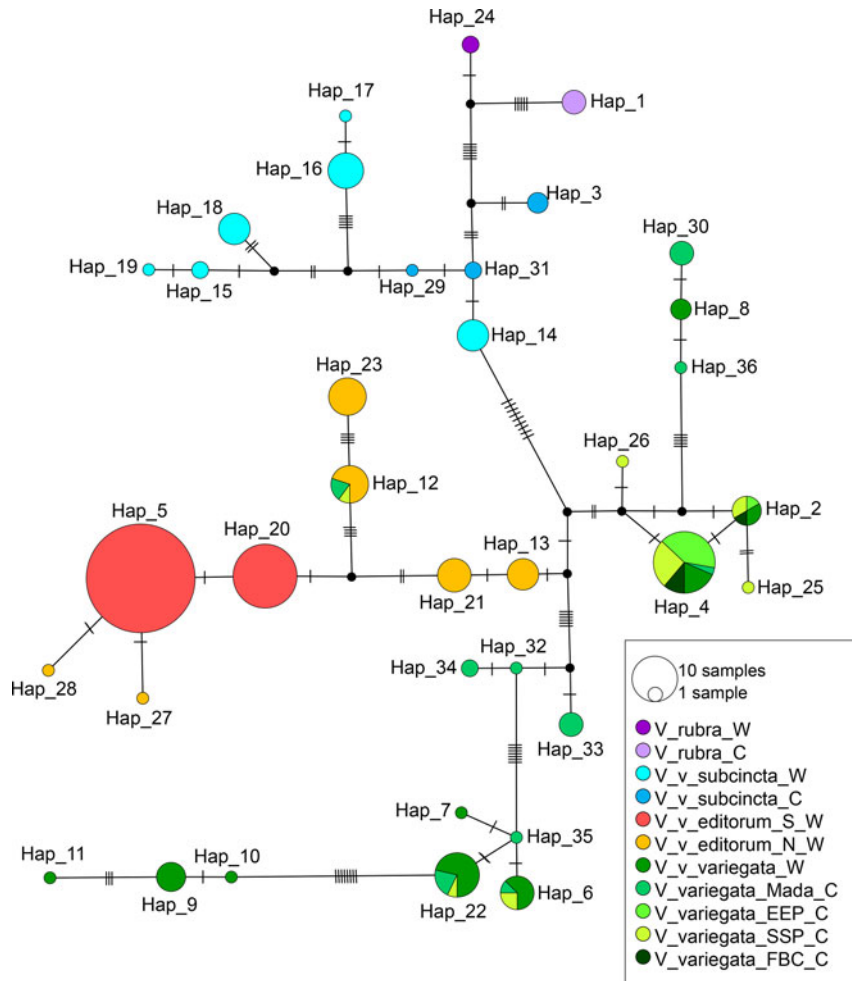 Hap_24
Hap_17
Hap_1
Hap_16
Hap_18
Hap_3
Hap_30
Hap_19
Hap_15
Hap_29
Hap_31
Hap_8
Hap_14
Hap_23
Hap_36
Hap_26
Hap_12
Hap_5
Hap_20
Hap_2
Hap_13
Hap_21
Hap_4
Hap_25
Hap_32
Hap_34
Hap_28
Hap_27
Hap_33
Hap_7
Hap_35
Hap_11
Hap_10
Hap_9
Hap_22
Hap_6
10 samples
1 sample
V_rubra_W
V_rubra_C
V_v_subcincta_W
V_v_subcincta_C
V_v_editorum_S_W
V_v_editorum_N_W
V_v_variegata_W
V_variegata_Mada_C
V_variegata_EEP_C
V_variegata_SSP_C
V_variegata_FBC_C